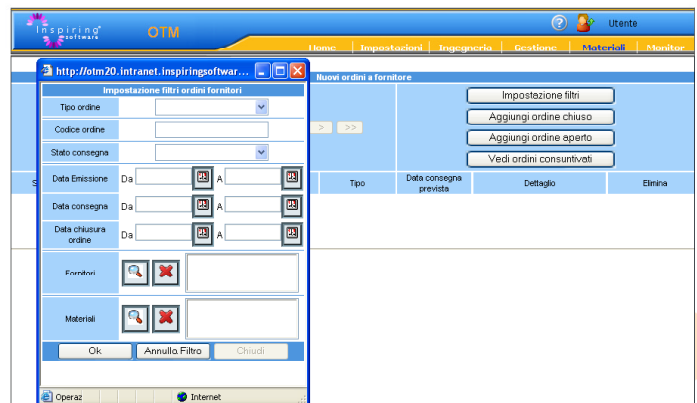 Inspiring®
software
OTM
? Utente
Home | Impostazioni | Ingegneria | Gestione | Materiali | Monitor
http://otm20.intranet.inspiringsoftwar...
Nuovi ordini a fornitore
Impostazione filtri ordini fornitori
Tipo ordine
Codice ordine
Stato consegna
Data Emissione Da A
Data consegna Da A
Data chiusura
ordine
Da A
Fornitori
Materiali
Ok Annulla Filtro Chiudi
Operaz Internet
> >>
Impostazione filtri
Aggiungi ordine chiuso
Aggiungi ordine aperto
Vedi ordini consuntivati
S Tipo Data consegna
prevista
Dettaglio Elimina